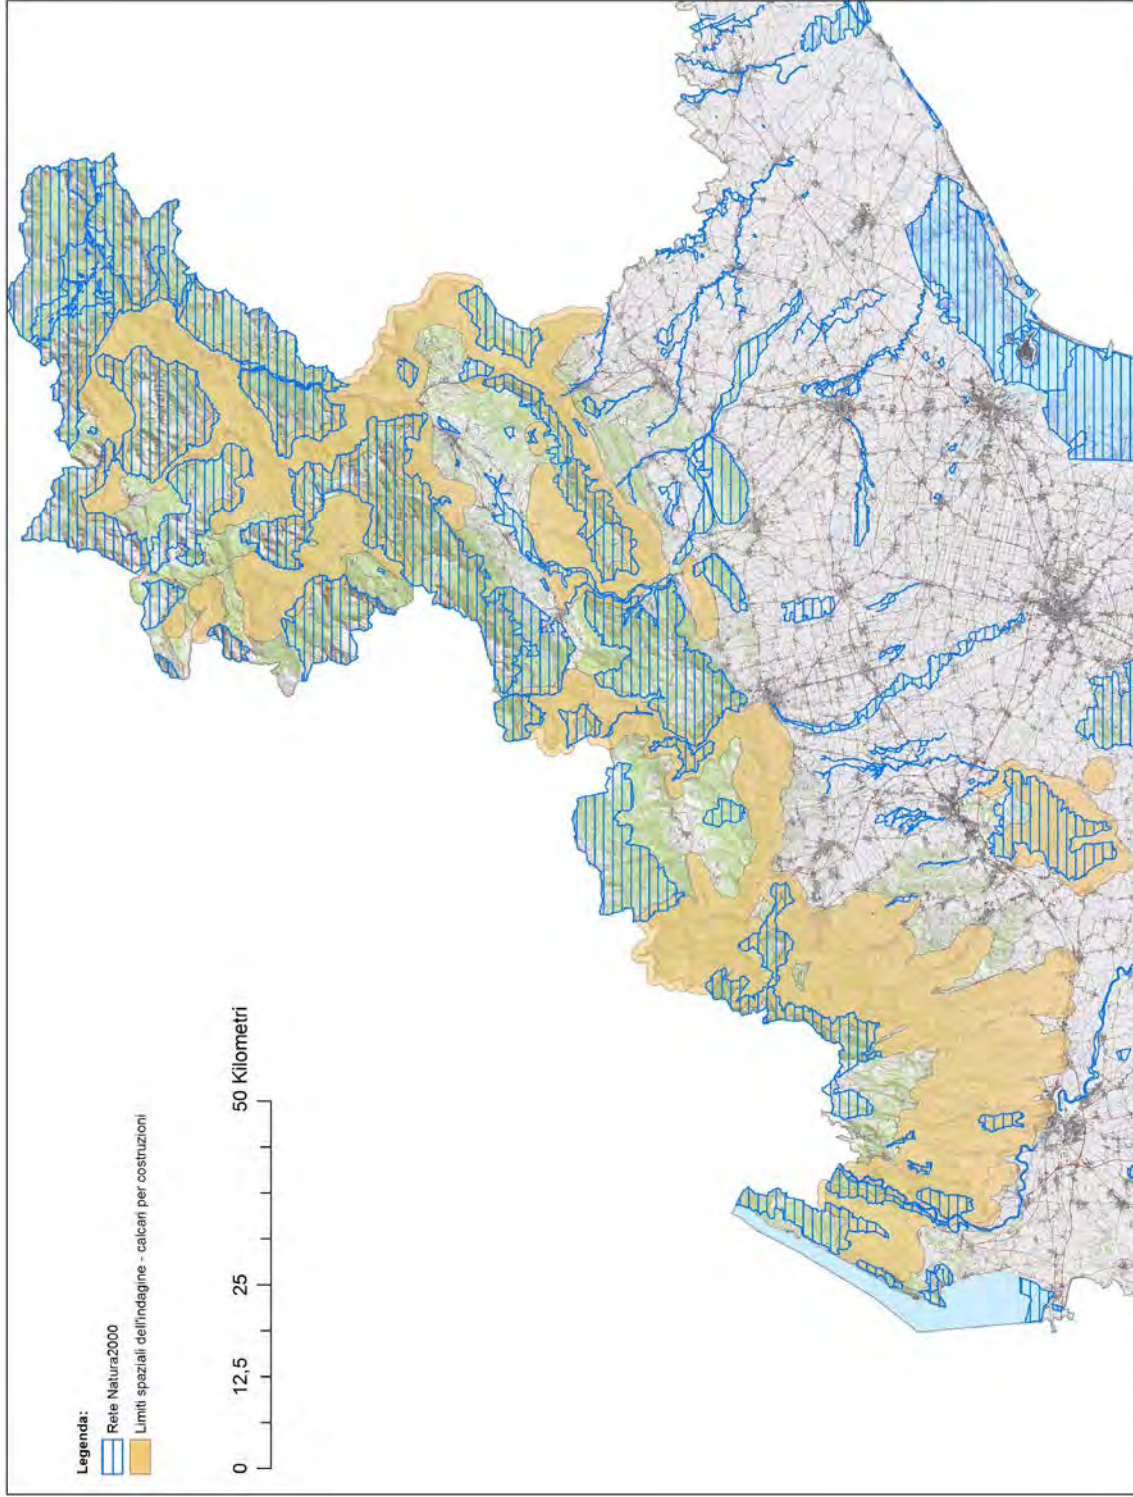 Legenda:
Rete Natura2000
Limiti spaziali dell'indagine - calcari per costruzioni
0 12,5 25 50 Kilometri